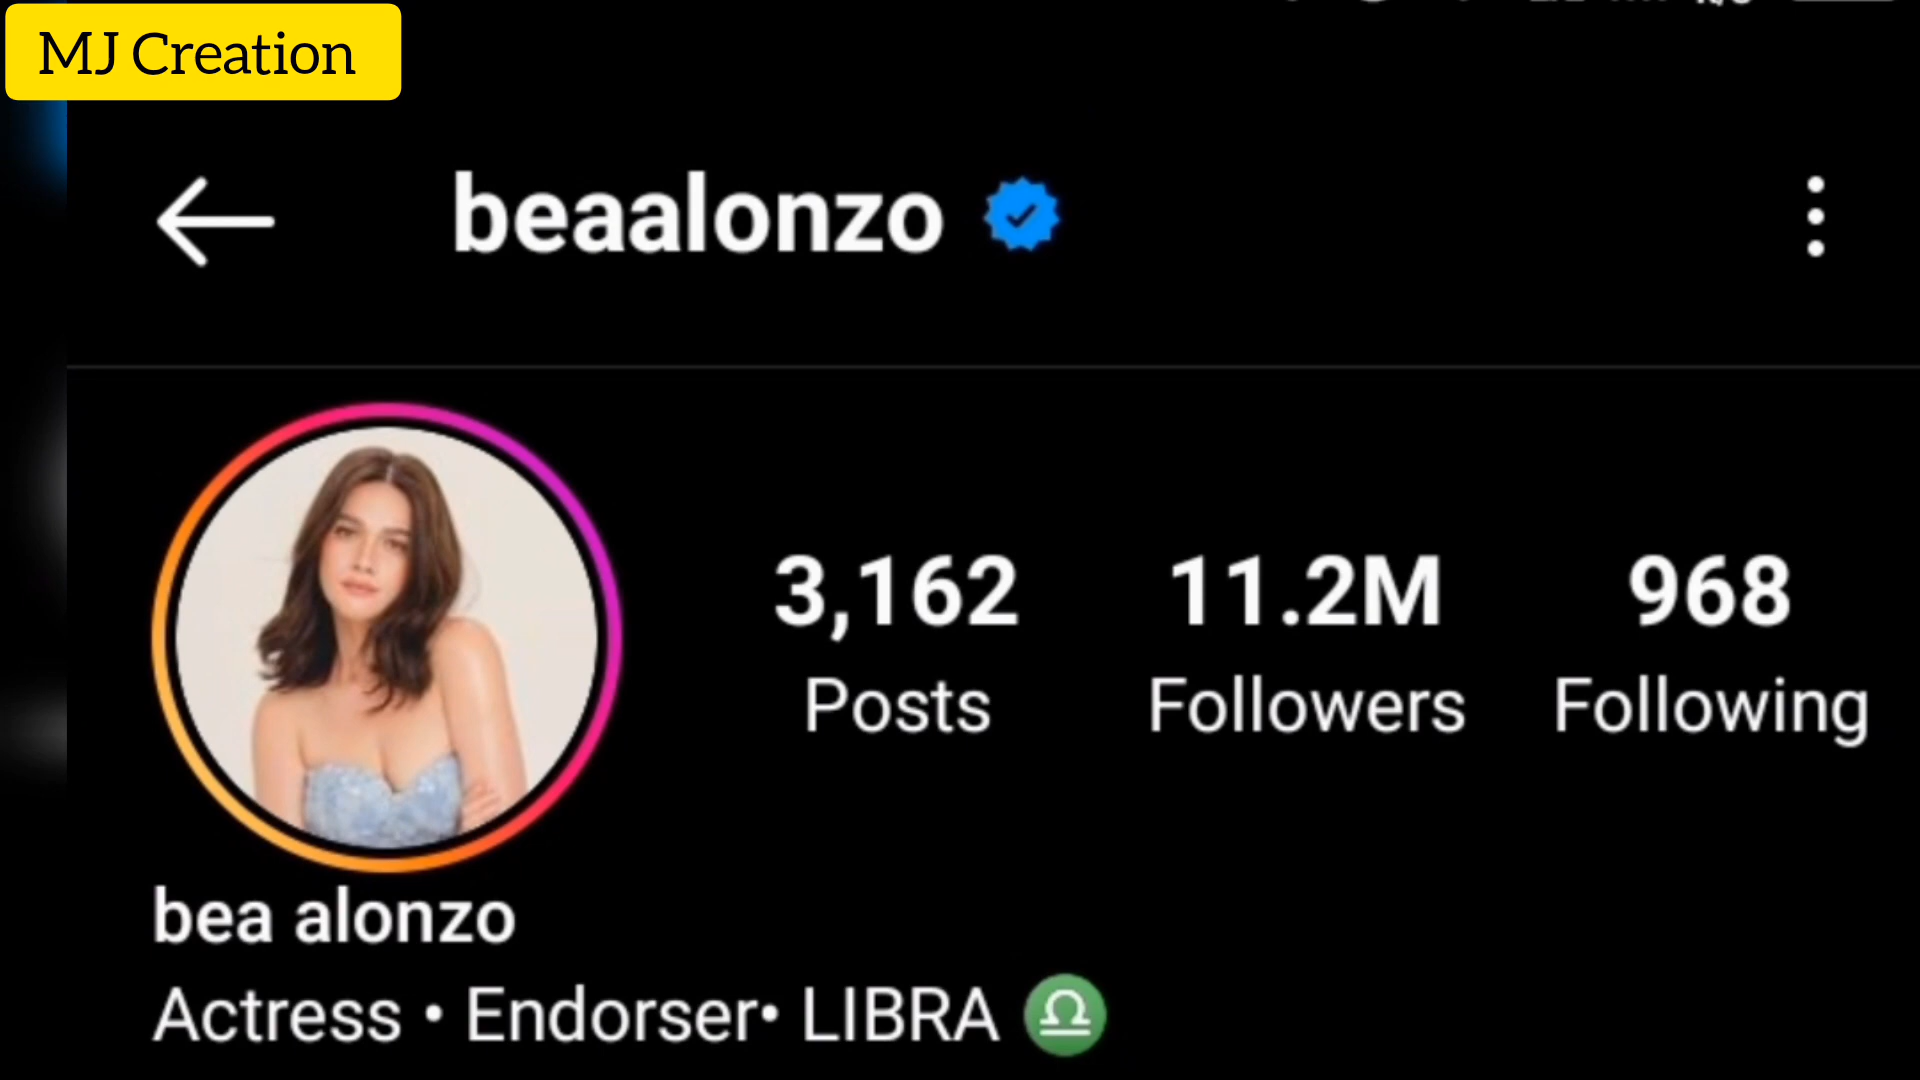 MJ Creation
beaalonzo
3,162 11.2M 968
Posts Followers Following
bea alonzo
Actress • Endorser• LIBRA ♎